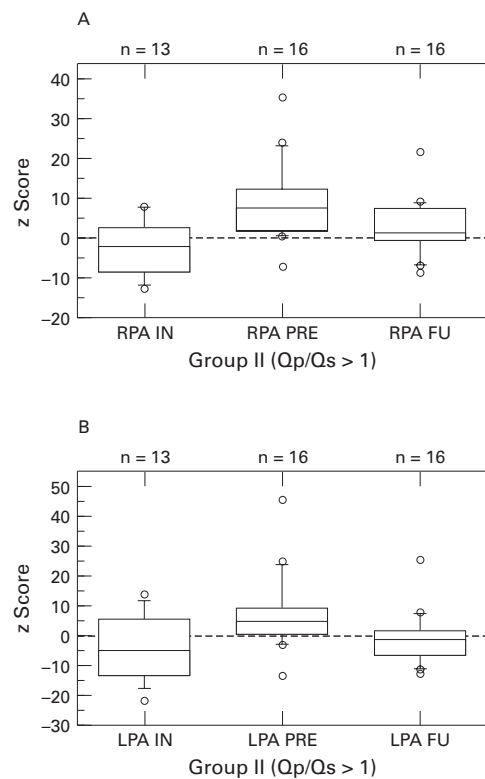 A
n = 13 n = 16 n = 16
40
30
20
10
0
–10
–20
z Score
RPA IN RPA PRE RPA FU
Group II (Qp/Qs > 1)
B
n = 13 n = 16 n = 16
50
40
30
20
10
0
–10
–20
–30
z Score
LPA IN LPA PRE LPA FU
Group II (Qp/Qs > 1)